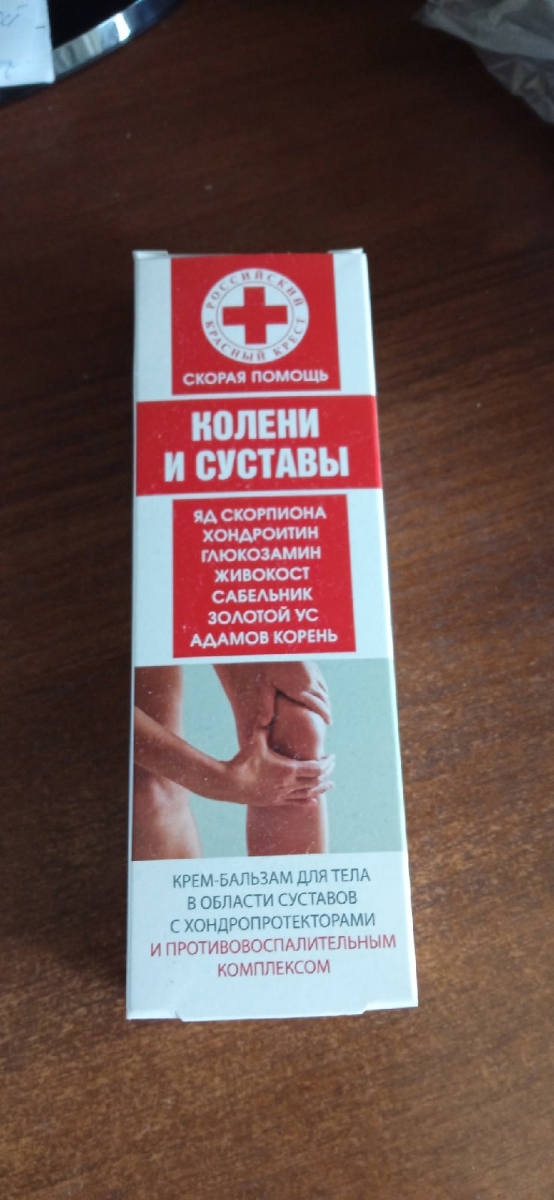 РОССИЙСКИЙ
КРАСНЫЙ КРЕСТ
СКОРАЯ ПОМОЩЬ
КОЛЕНИ
И СУСТАВЫ
ЯД СКОРПИОНА
ХОНДРОИТИН
ГЛЮКОЗАМИН
ЖИВОКОСТ
САБЕЛЬНИК
ЗОЛОТОЙ УС
АДАМОВ КОРЕНЬ
КРЕМ-БАЛЬЗАМ ДЛЯ ТЕЛА
В ОБЛАСТИ СУСТАВОВ
С ХОНДРОПРОТЕКТОРАМИ
И ПРОТИВОВОСПАЛИТЕЛЬНЫМ
КОМПЛЕКСОМ